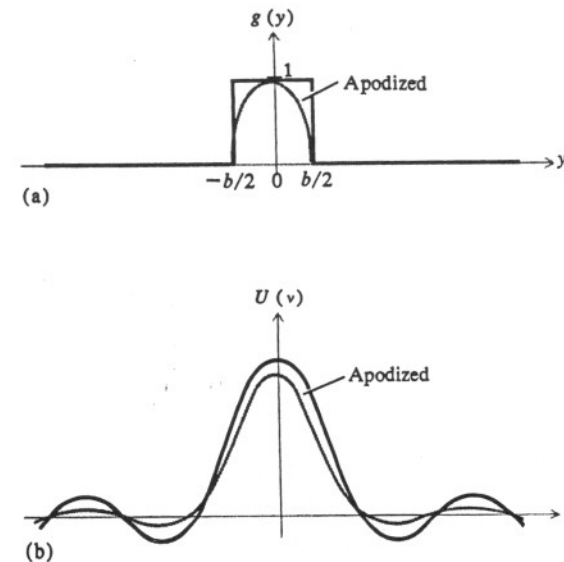 g (y)
1
Apodized
y
−b/2 0 b/2
(a)
U (ν)
Apodized
(b)